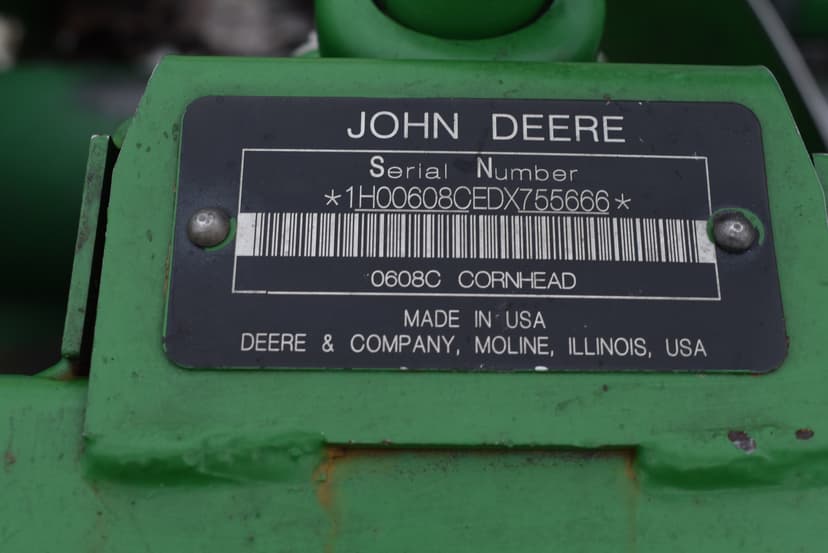 JOHN DEERE
Serial Number
*1H00608CEDX755666*
0608C CORNHEAD
MADE IN USA
DEERE & COMPANY, MOLINE, ILLINOIS, USA